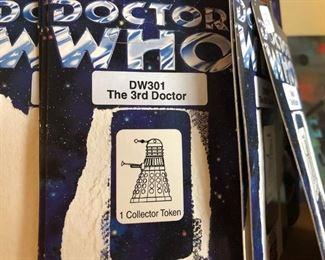 DOCTOR
WHO
DW301
The 3rd Doctor
1 Collector Token